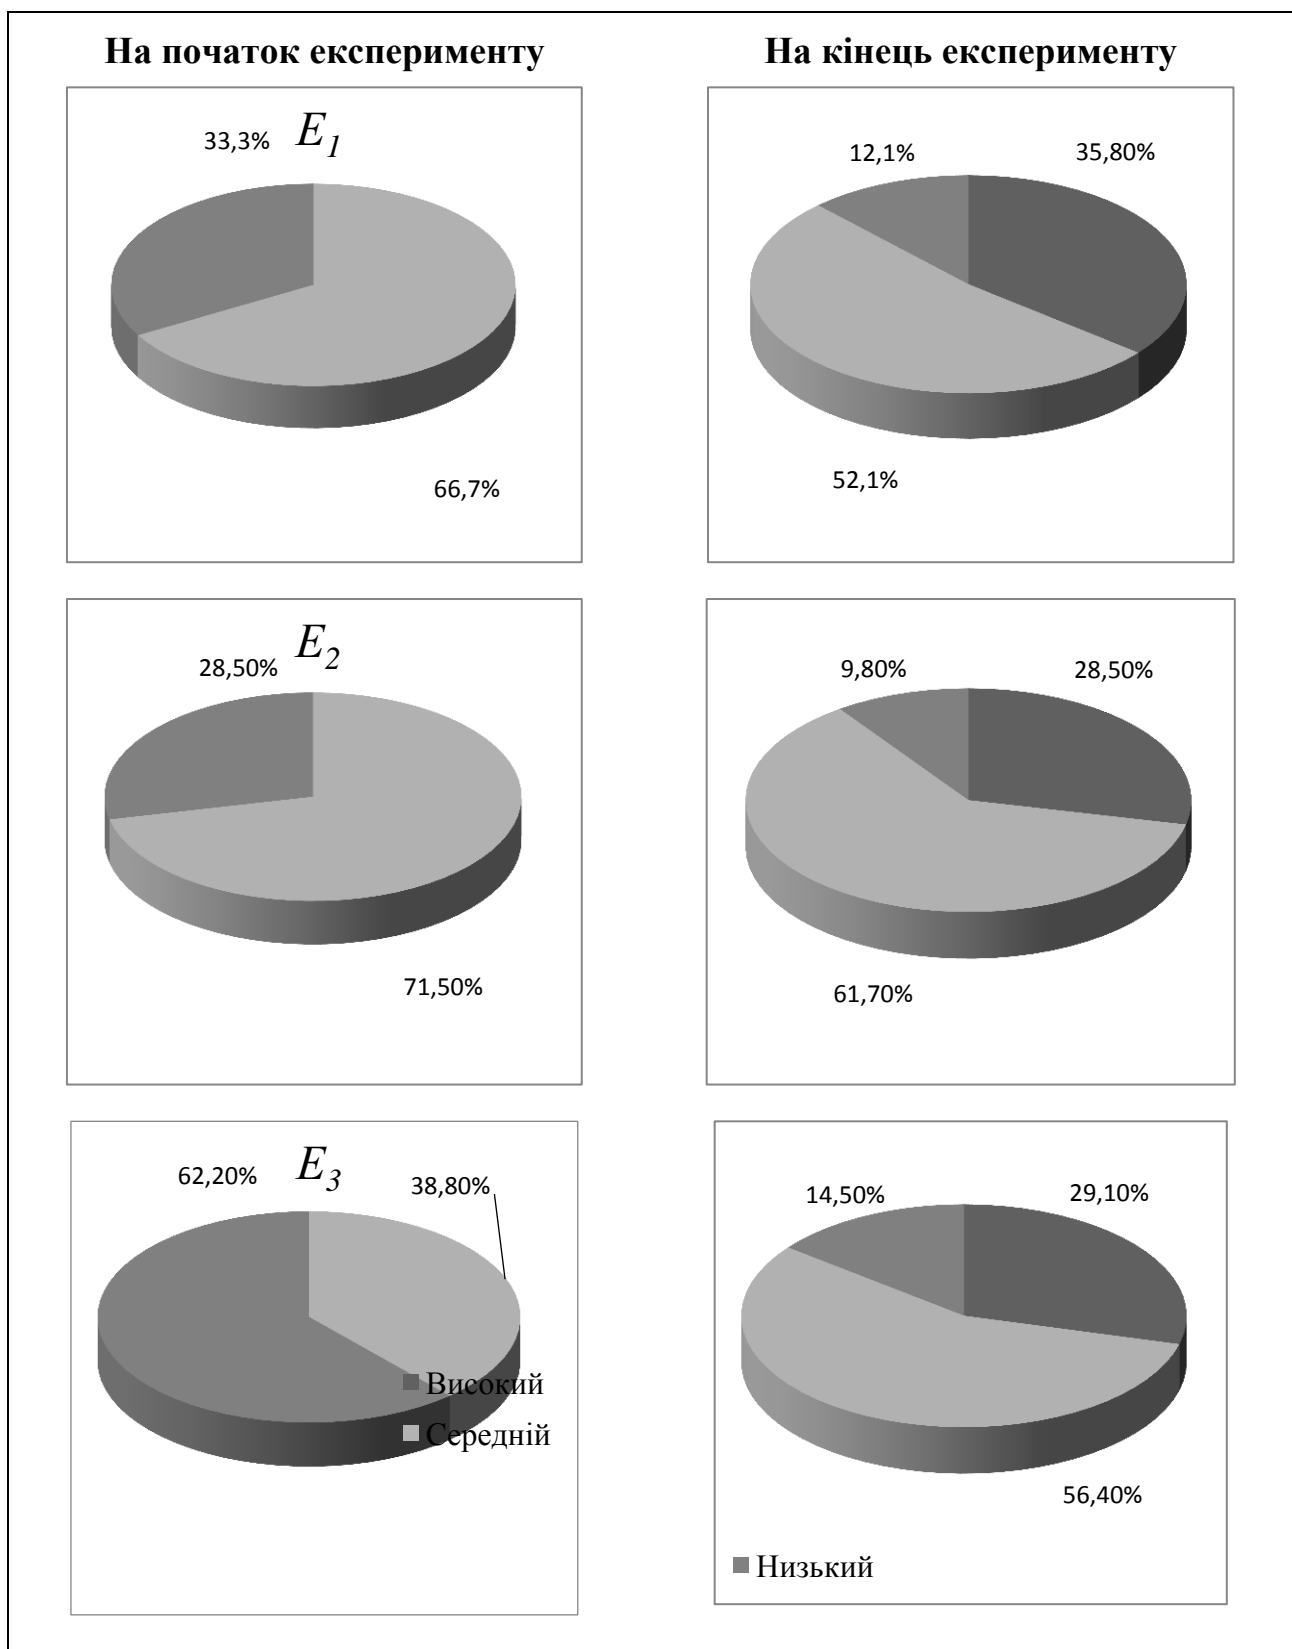 На початок експерименту
На кінець експерименту
33,3%
E1
66,7%
12,1%
35,80%
52,1%
28,50%
E2
71,50%
9,80%
28,50%
61,70%
62,20%
E3
38,80%
Високий
Середній
14,50%
29,10%
56,40%
Низький